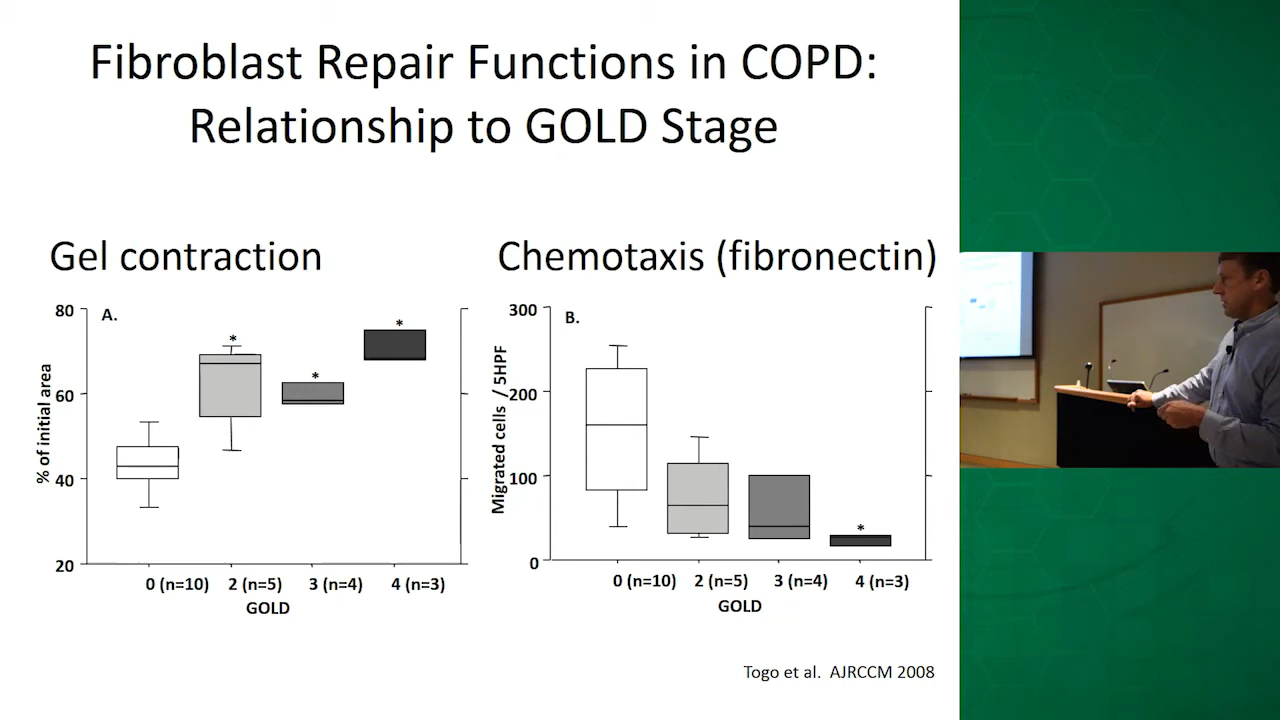 Fibroblast Repair Functions in COPD:
Relationship to GOLD Stage
Gel contraction
Chemotaxis (fibronectin)
A.
80
60
40
20
% of initial area
*
*
*
0 (n=10)
2 (n=5)
3 (n=4)
4 (n=3)
GOLD
B.
300
200
100
0
Migrated cells / 5HPF
*
0 (n=10)
2 (n=5)
3 (n=4)
4 (n=3)
GOLD
Togo et al. AJRCCM 2008